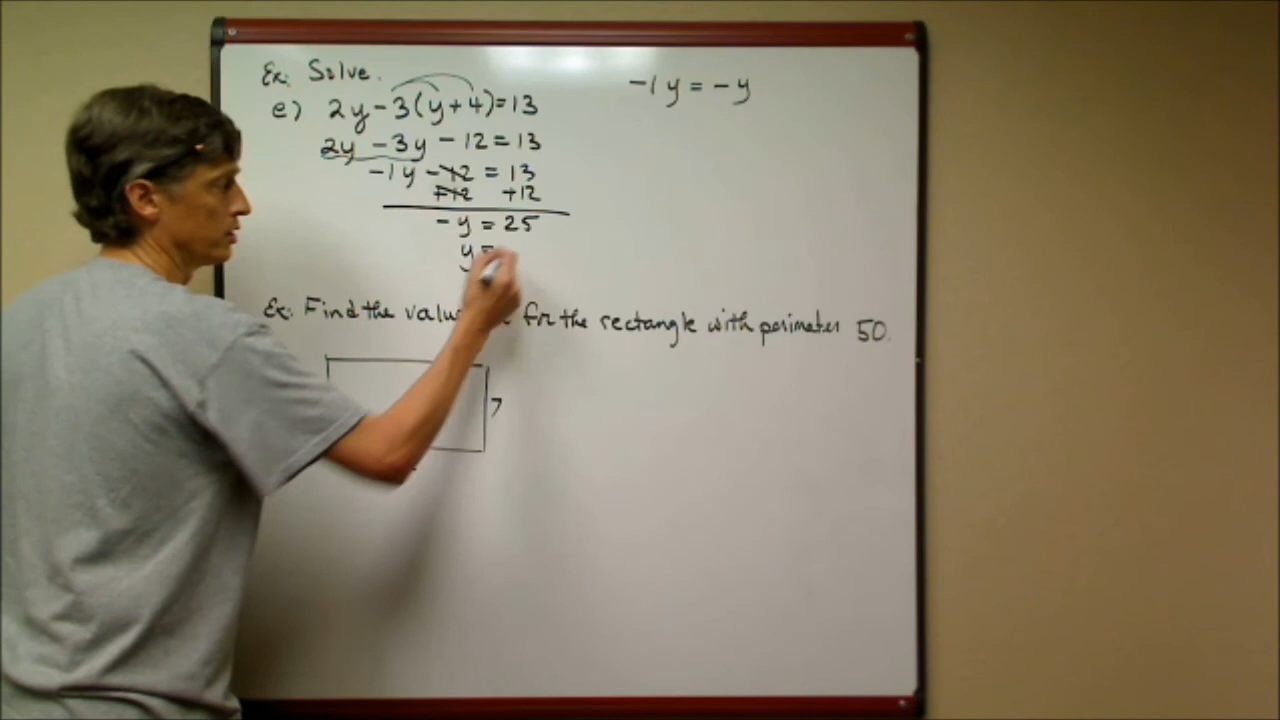 Ex. Solve.
e) 2y - 3(y + 4) = 13
2y - 3y - 12 = 13
-1y - 12 = 13
+12 +12
-y = 25
y =
-1y = -y
Ex. Find the for the rectangle with perimeter 50.
7